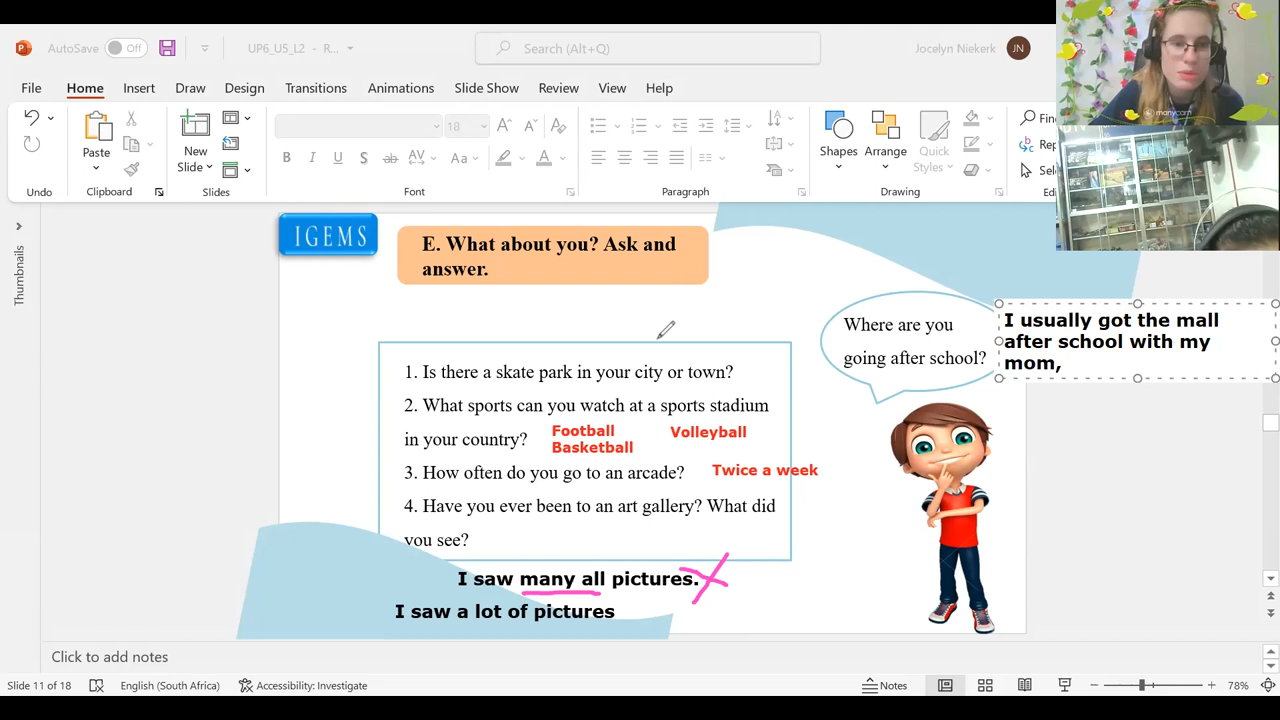 AutoSave
Off
UP6_U5_L2 - R...
Search (Alt+Q)
Jocelyn Niekerk
JN
File
Home
Insert
Draw
Design
Transitions
Animations
Slide Show
Review
View
Help
Paste
New
Slide
18
Aa
Shapes
Arrange
Quick
Styles
Undo
Clipboard
Slides
Font
Paragraph
Drawing
manycam
Thumbnails
IGEMS
E. What about you? Ask and
answer.
Where are you
going after school?
I usually got the mall
after school with my
mom,
1. Is there a skate park in your city or town?
2. What sports can you watch at a sports stadium
in your country?
Football
Basketball
Volleyball
3. How often do you go to an arcade?
Twice a week
4. Have you ever been to an art gallery? What did
you see?
I saw many all pictures.
I saw a lot of pictures
Click to add notes
Slide 11 of 18
English (South Africa)
Accessibility: Investigate
Notes
78%